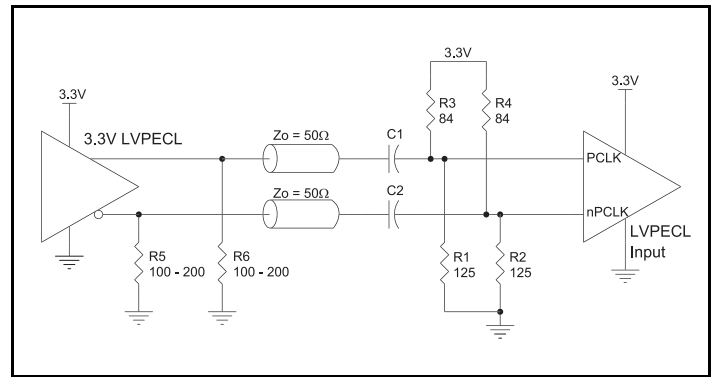 3.3V
3.3V LVPECL
Zo = 50Ω
C1
3.3V
R3
84
R4
84
3.3V
PCLK
Zo = 50Ω
C2
nPCLK
LVPECL
Input
R5
100 - 200
R6
100 - 200
R1
125
R2
125